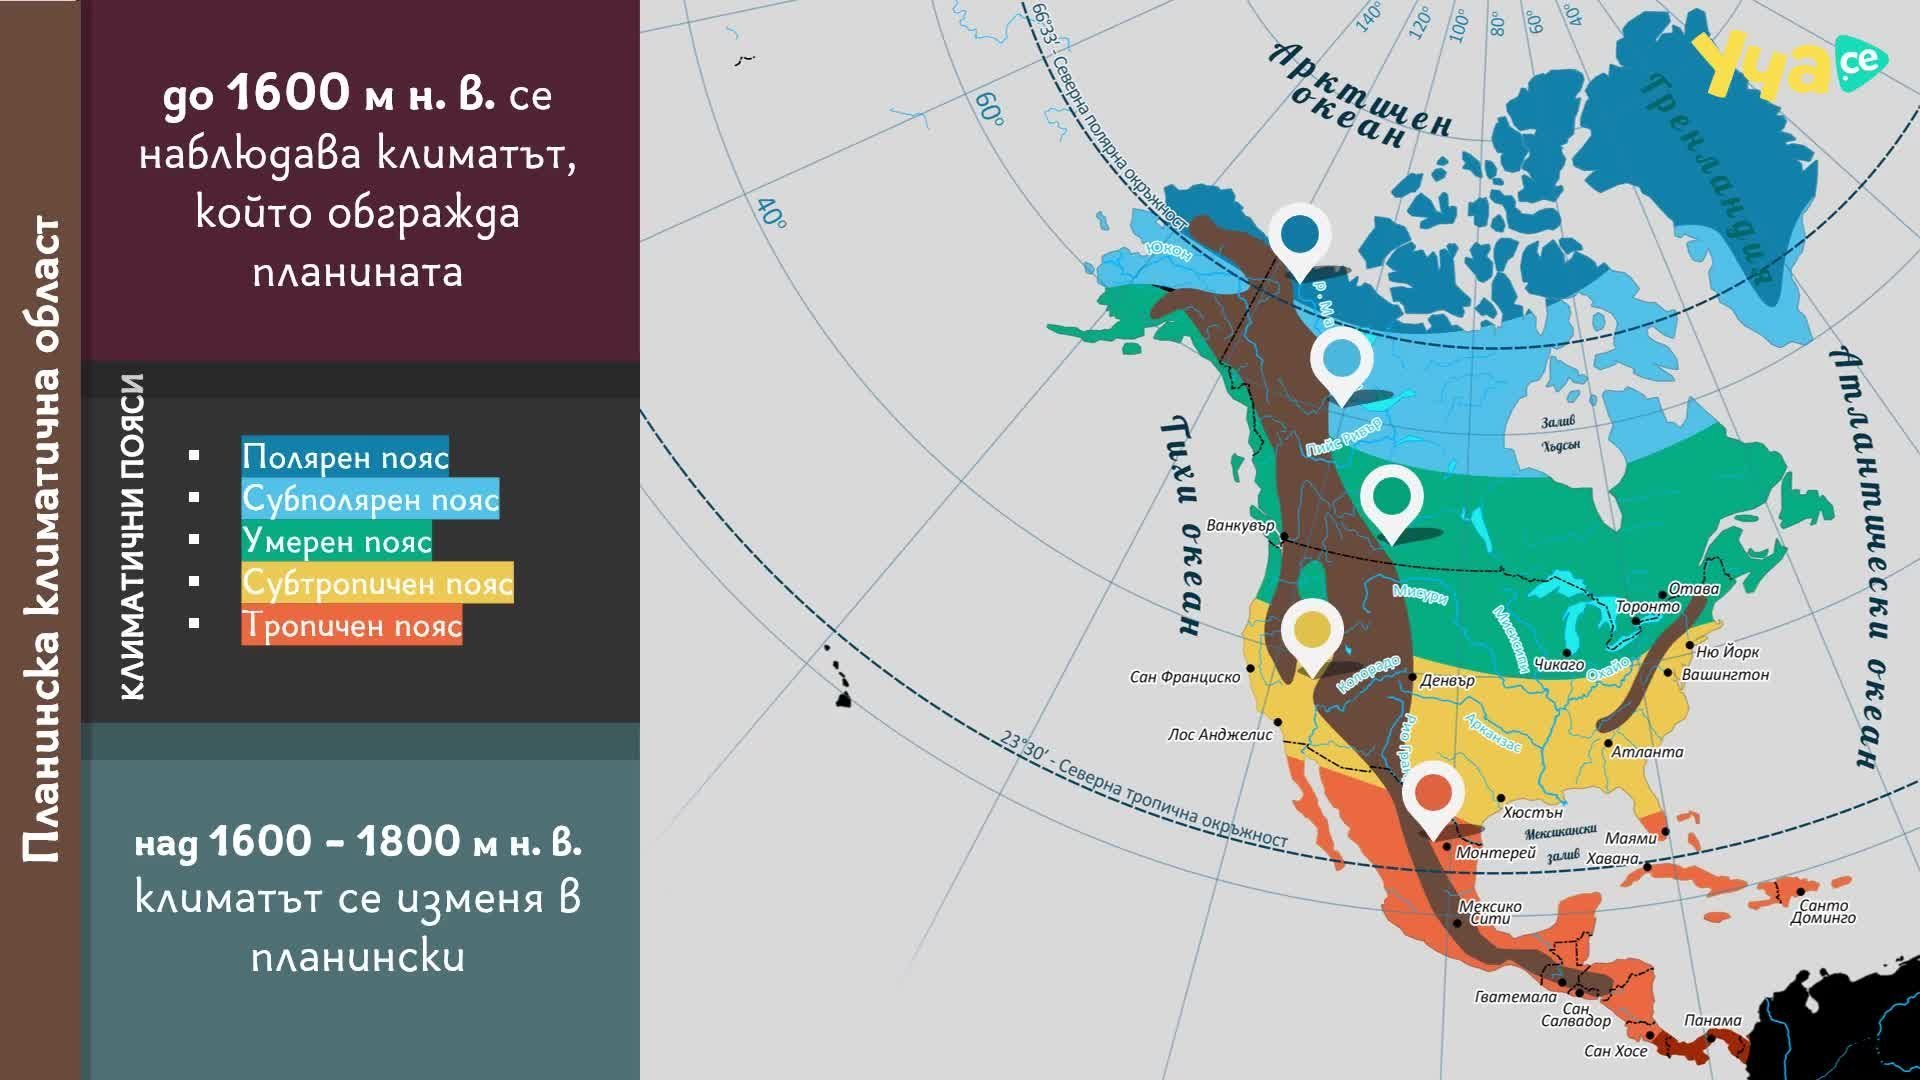 Планинска климатична област
до 1600 м н. в. се
наблюдава климатът,
който обгражда
планината
КЛИМАТИЧНИ ПОЯСИ
Полярен пояс
Субполярен пояс
Умерен пояс
Субтропичен пояс
Тропичен пояс
над 1600 – 1800 м н. в.
климатът се изменя в
планински
Уча
.се
140°
120°
100°
80°
60°
40°
60°
40°
66°33′- Северна полярна окръжност
Арктичен
океан
Гренландия
Юкон
Пийс Ривър
Залив
Хъдсън
Тихи океан
Атлантически океан
Ванкувър
Мисури
Мисисипи
Отава
Торонто
Чикаго
Охайо
Ню Йорк
Вашингтон
Сан Франциско
Колорадо
Денвър
Лос Анджелис
Арканзас
Атланта
23°30′ - Северна тропична окръжност
Хюстън
Мексикански
залив
Маями
Хавана
Монтерей
Мексико
Сити
Санто
Доминго
Гватемала
Сан
Салвадор
Панама
Сан Хосе